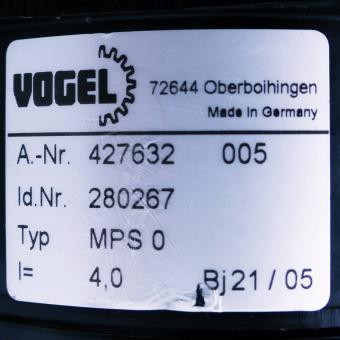 VOGEL
72644 Oberboihingen
Made In Germany
A.-Nr. 427632 005
Id.Nr. 280267
Typ MPS 0
I= 4,0 Bj 21 / 05